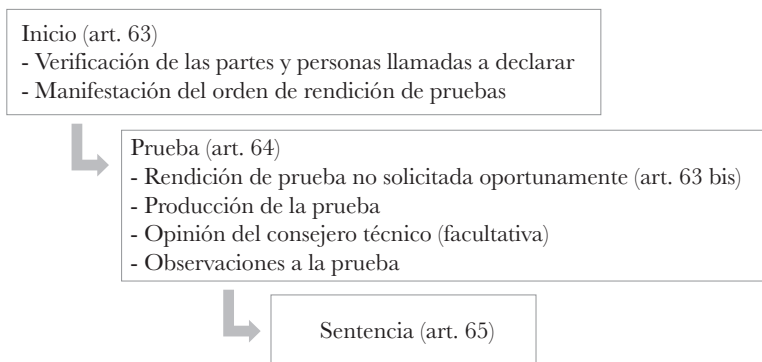 Inicio (art. 63)
- Verificación de las partes y personas llamadas a declarar
- Manifestación del orden de rendición de pruebas
Prueba (art. 64)
- Rendición de prueba no solicitada oportunamente (art. 63 bis)
- Producción de la prueba
- Opinión del consejero técnico (facultativa)
- Observaciones a la prueba
Sentencia (art. 65)